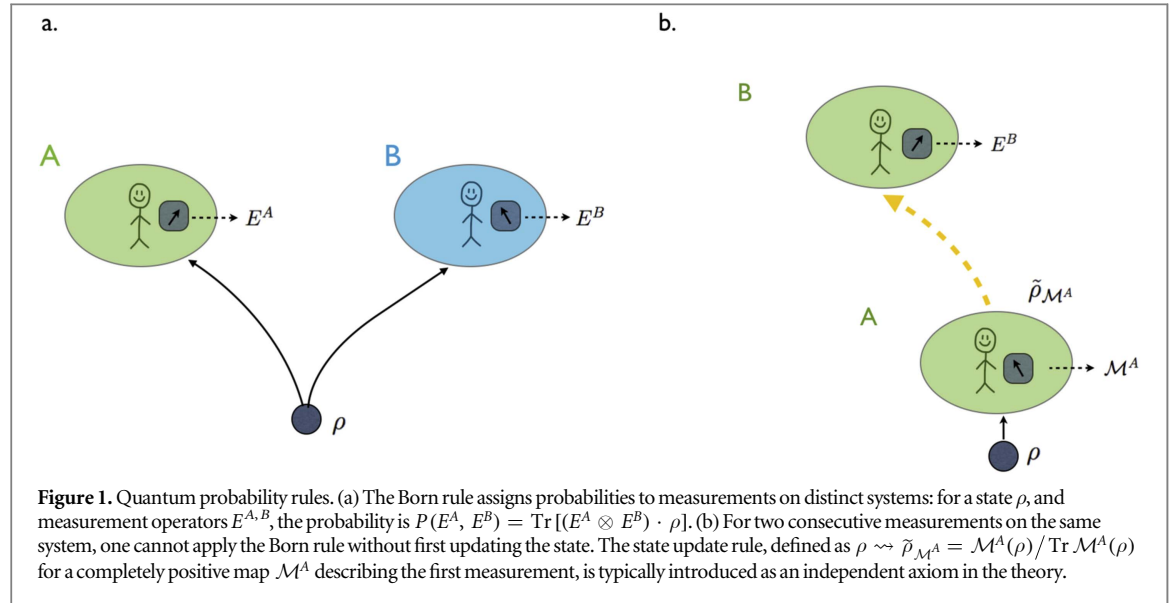 a.
b.
A
B
E^A
E^B
ρ
B
E^B
ρ̃_{ℳ^A}
A
ℳ^A
ρ
Figure 1. Quantum probability rules. (a) The Born rule assigns probabilities to measurements on distinct systems: for a state ρ, and
measurement operators E^{A,B}, the probability is P(E^A, E^B) = Tr[(E^A ⊗ E^B) · ρ]. (b) For two consecutive measurements on the same
system, one cannot apply the Born rule without first updating the state. The state update rule, defined as ρ ⇝ ρ̃_{ℳ^A} = ℳ^A(ρ)/Tr ℳ^A(ρ)
for a completely positive map ℳ^A describing the first measurement, is typically introduced as an independent axiom in the theory.